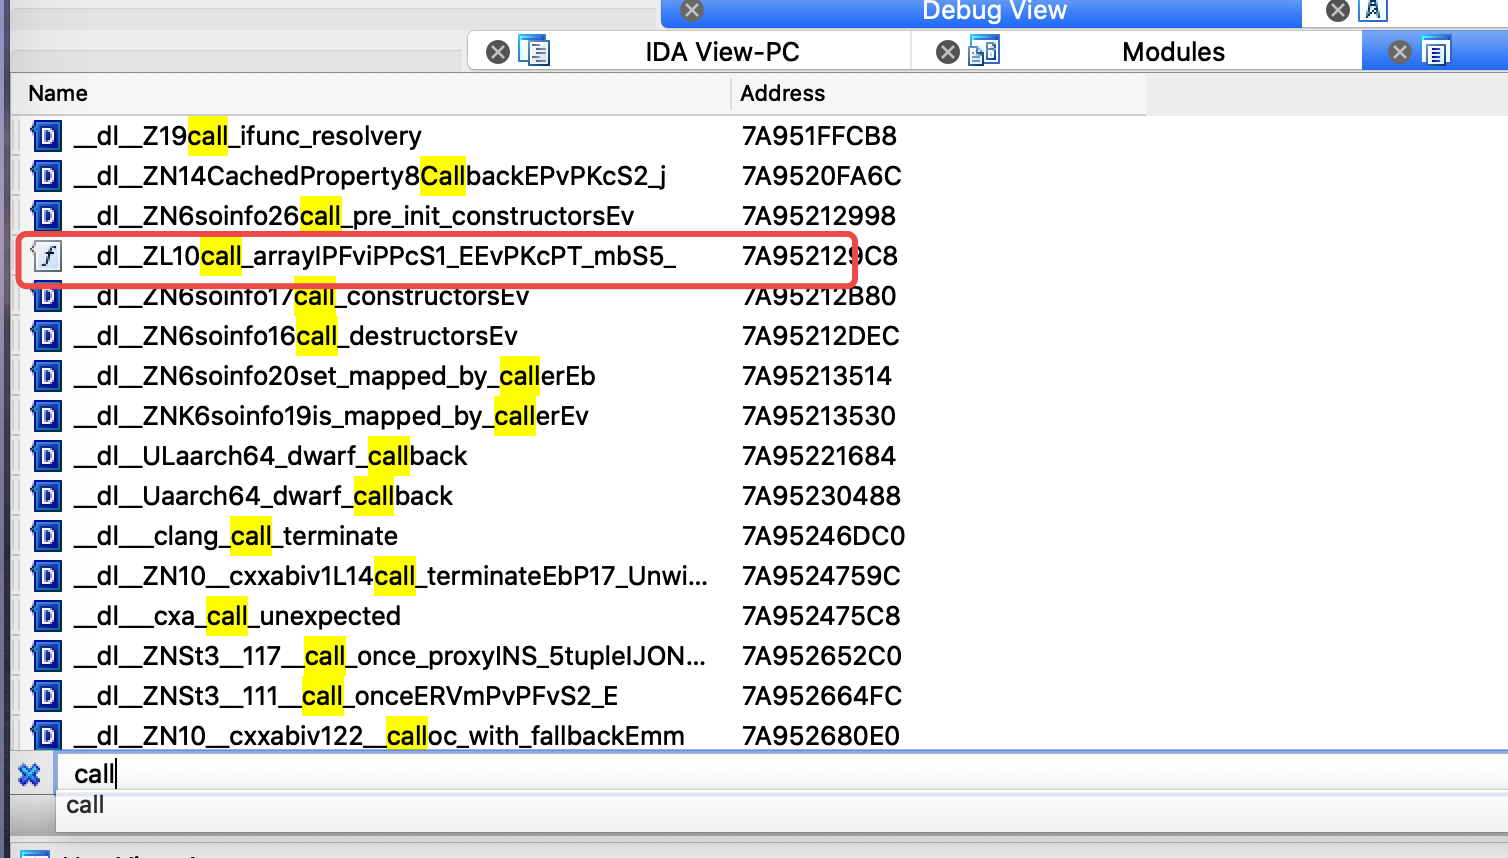 Debug View
IDA View-PC
Modules
Name Address
__dl__Z19call_ifunc_resolvery 7A951FFCB8
__dl__ZN14CachedProperty8CallbackEPvPKcS2_j 7A9520FA6C
__dl__ZN6soinfo26call_pre_init_constructorsEv 7A95212998
__dl__ZL10call_arrayIPFviPPcS1_EEvPKcPT_mbS5_ 7A952129C8
__dl__ZN6soinfo17call_constructorsEv 7A95212B80
__dl__ZN6soinfo16call_destructorsEv 7A95212DEC
__dl__ZN6soinfo20set_mapped_by_callerEb 7A95213514
__dl__ZNK6soinfo19is_mapped_by_callerEv 7A95213530
__dl__ULaarch64_dwarf_callback 7A95221684
__dl__Uaarch64_dwarf_callback 7A95230488
__dl___clang_call_terminate 7A95246DC0
__dl__ZN10__cxxabiv1L14call_terminateEbP17_Unwi... 7A9524759C
__dl___cxa_call_unexpected 7A952475C8
__dl__ZNSt3__117__call_once_proxyINS_5tupleIJON... 7A952652C0
__dl__ZNSt3__111__call_onceERVmPvPFvS2_E 7A952664FC
__dl__ZN10__cxxabiv122__calloc_with_fallbackEmm 7A952680E0
call
call